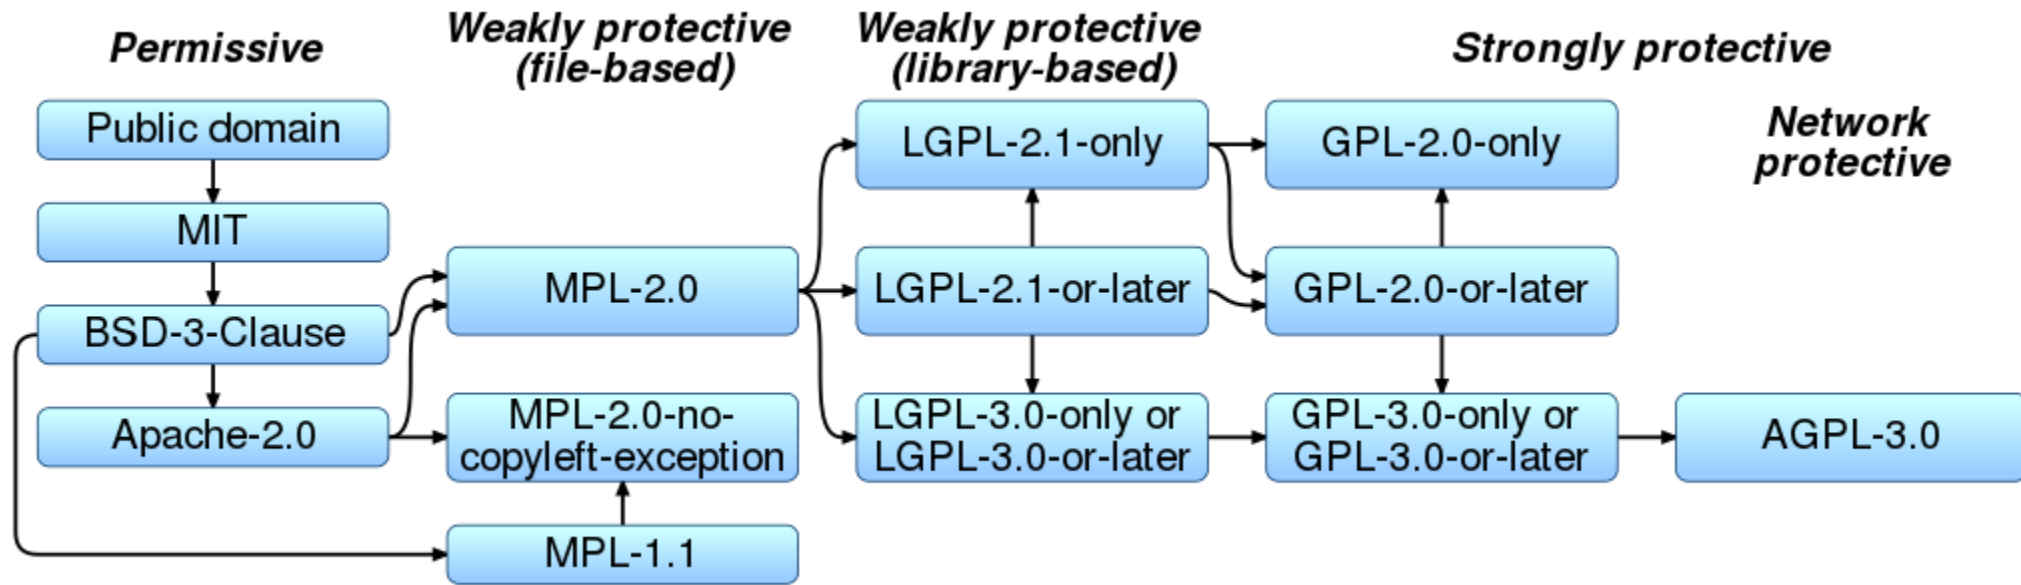 Permissive
Weakly protective
(file-based)
Weakly protective
(library-based)
Strongly protective
Network
protective
Public domain
MIT
BSD-3-Clause
Apache-2.0
MPL-2.0
MPL-2.0-no-
copyleft-exception
MPL-1.1
LGPL-2.1-only
LGPL-2.1-or-later
LGPL-3.0-only or
LGPL-3.0-or-later
GPL-2.0-only
GPL-2.0-or-later
GPL-3.0-only or
GPL-3.0-or-later
AGPL-3.0